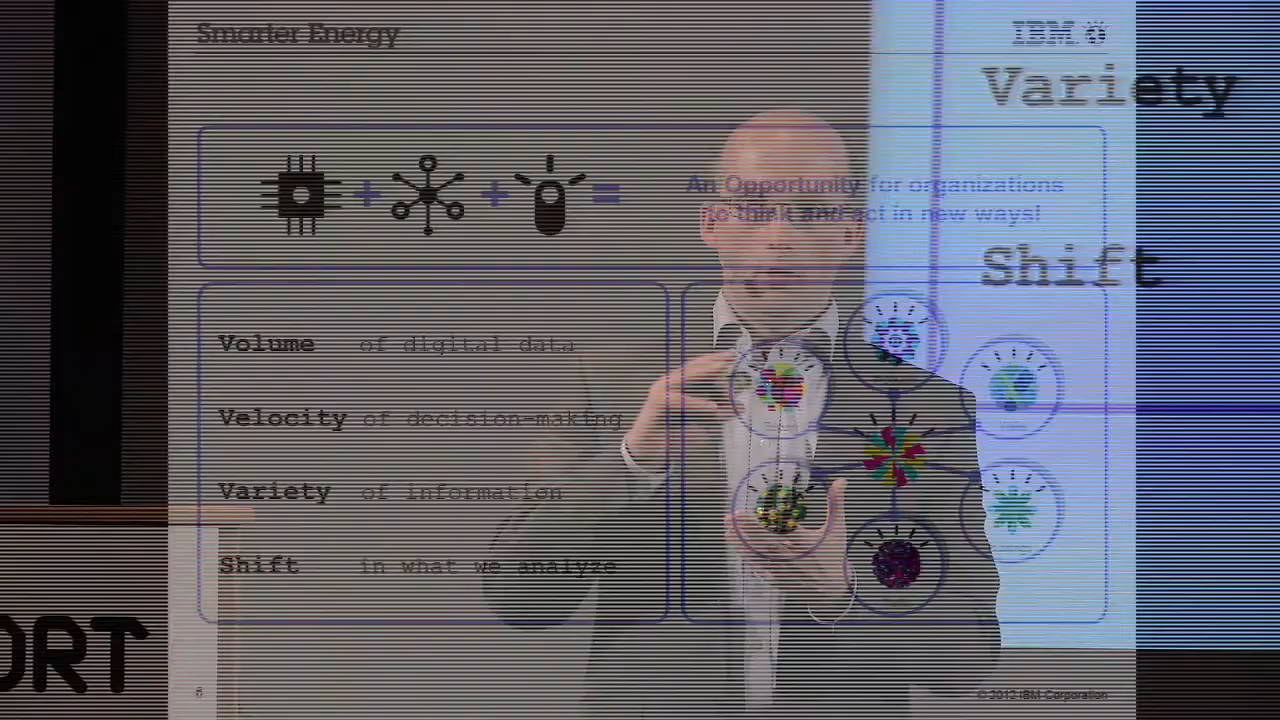 Smarter Energy
IBM
Variety
An Opportunity for organizations
to think and act in new ways!
Shift
Volume of digital data
Velocity of decision-making
Variety of information
Shift in what we analyze
ORT
6
© 2012 IBM Corporation